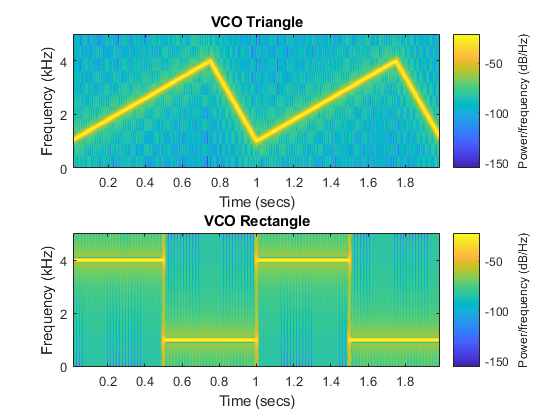 VCO Triangle
Frequency (kHz)
4
2
0
0.2 0.4 0.6 0.8 1 1.2 1.4 1.6 1.8
Time (secs)
-50
-100
-150
Power/frequency (dB/Hz)
VCO Rectangle
Frequency (kHz)
4
2
0
0.2 0.4 0.6 0.8 1 1.2 1.4 1.6 1.8
Time (secs)
-50
-100
-150
Power/frequency (dB/Hz)